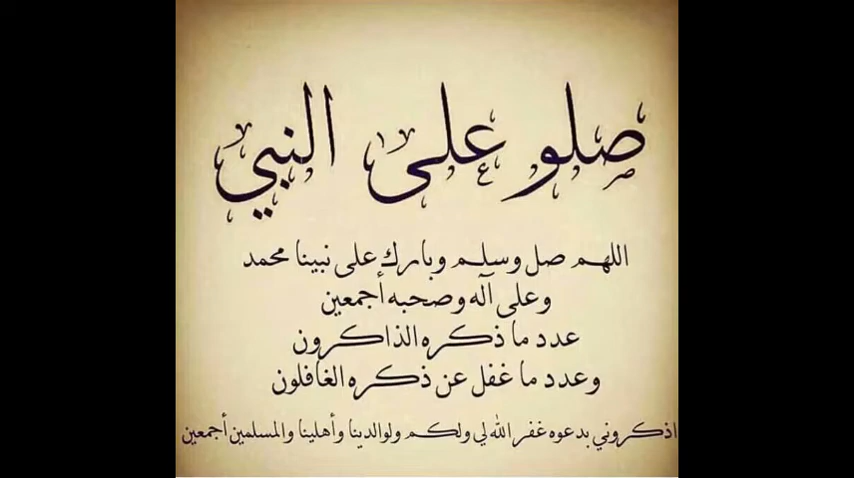 صلو على النبي
اللهم صل وسلم وبارك على نبينا محمد
وعلى آله وصحبه أجمعين
عدد ما ذكره الذاكرون
وعدد ما غفل عن ذكره الغافلون
اذكروني بدعوه غفر الله لي ولكم ولوالدينا وأهلينا والمسلمين أجمعين